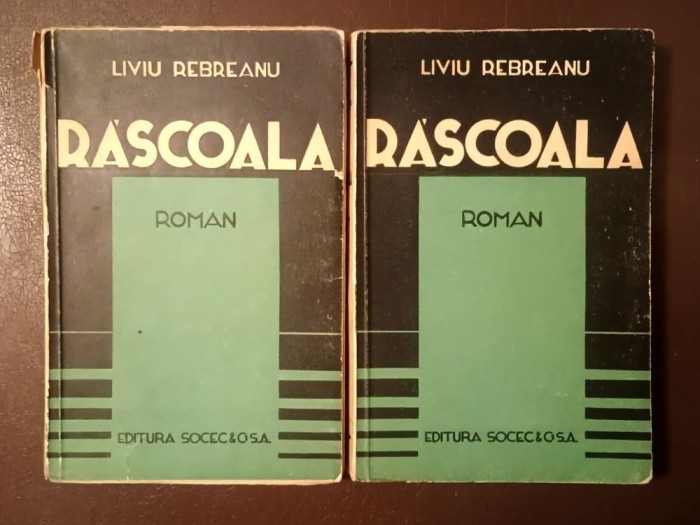 LIVIU REBREANU
RĂSCOALA
ROMAN
EDITURA SOCEC & Co S.A.
LIVIU REBREANU
RĂSCOALA
ROMAN
EDITURA SOCEC & Co S.A.